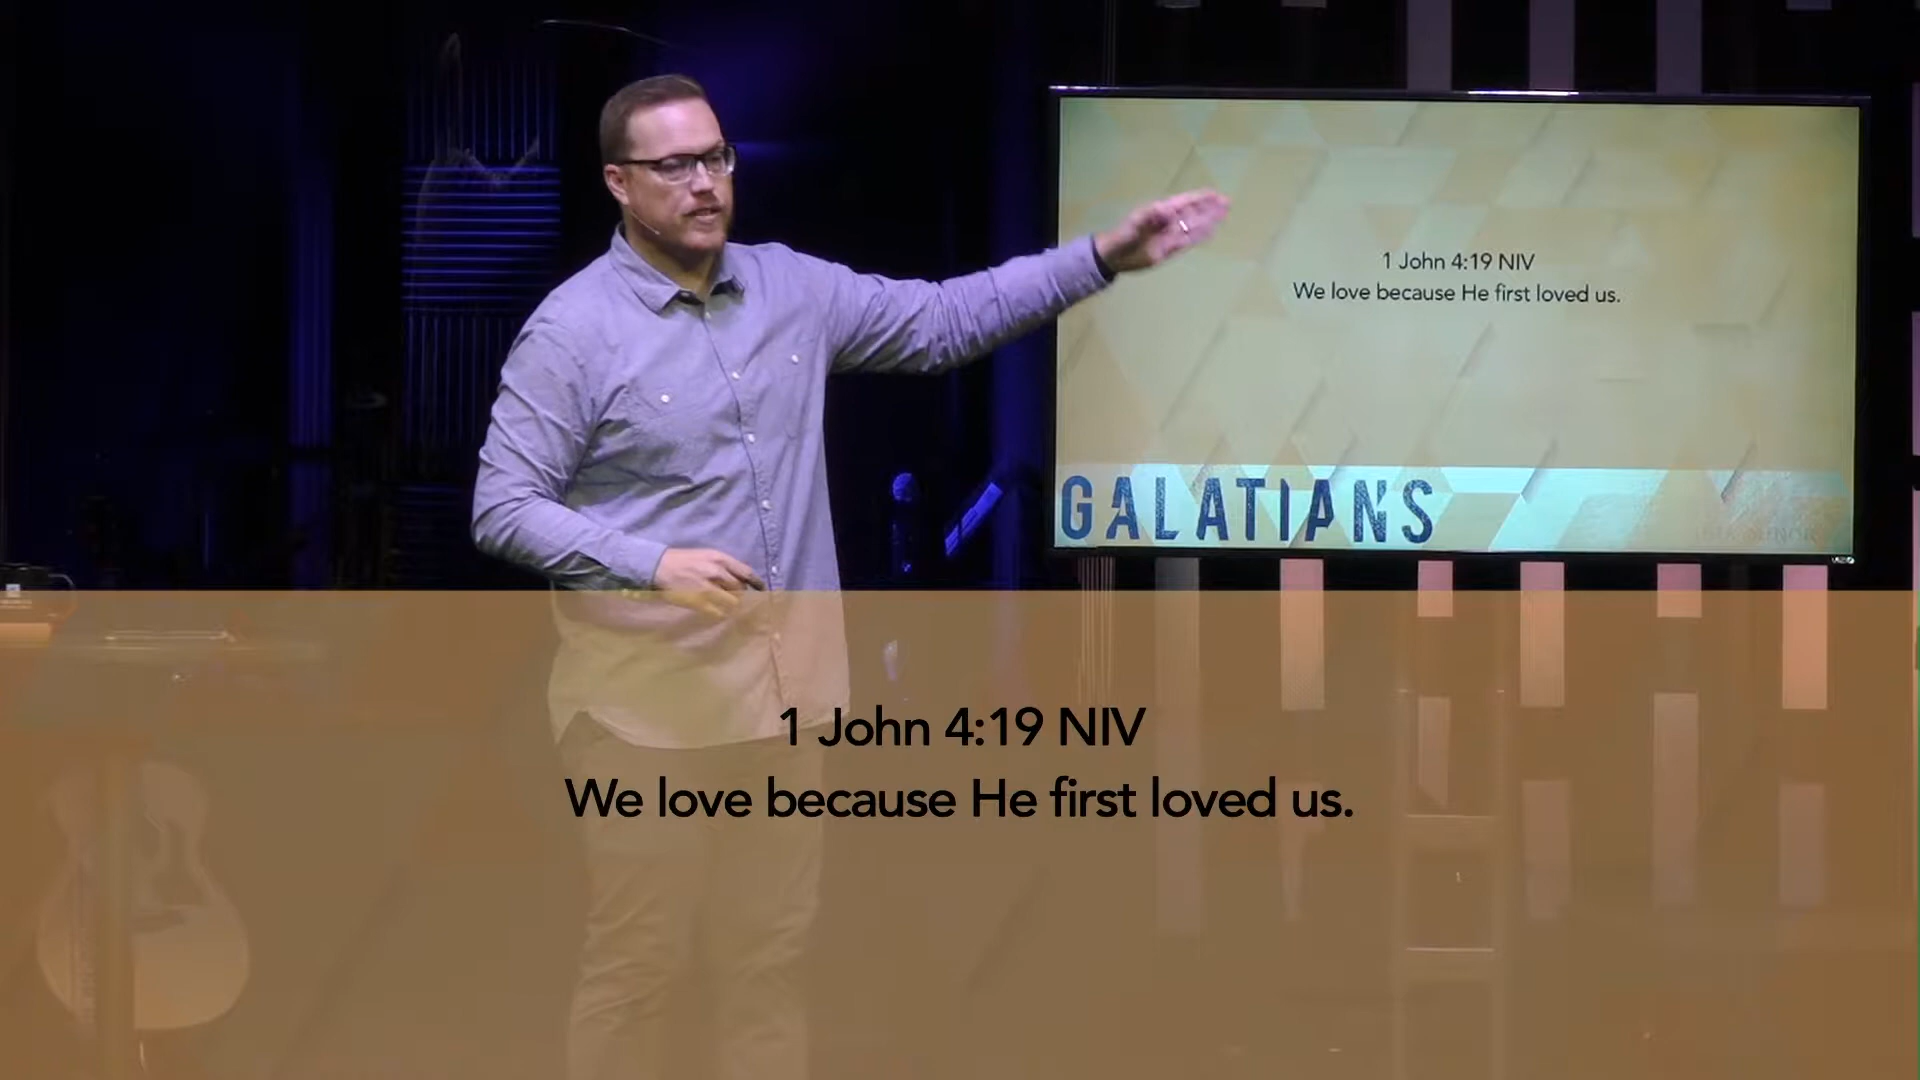 1 John 4:19 NIV
We love because He first loved us.
GALATIANS
1 John 4:19 NIV
We love because He first loved us.